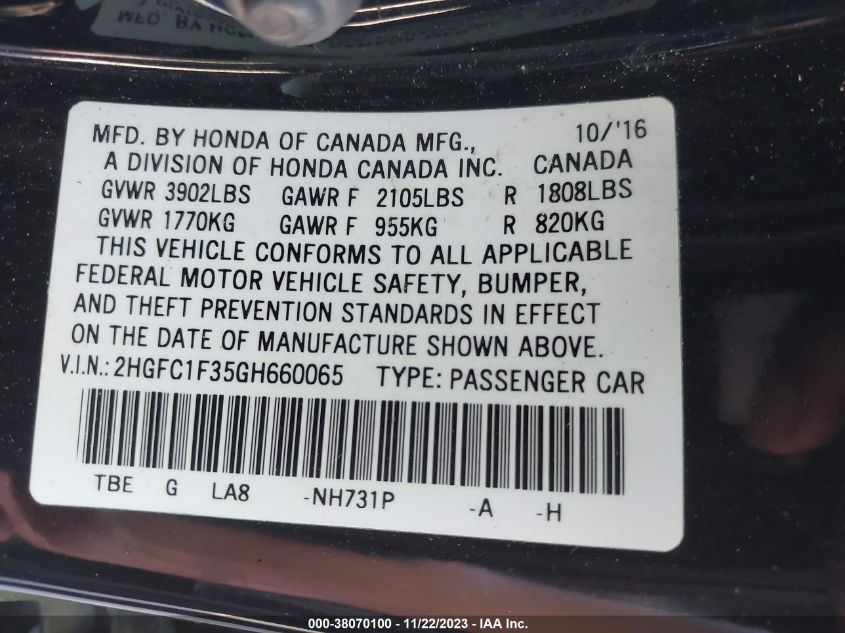 MFD. BY HONDA OF CANADA MFG., 10/'16
A DIVISION OF HONDA CANADA INC. CANADA
GVWR 3902LBS GAWR F 2105LBS R 1808LBS
GVWR 1770KG GAWR F 955KG R 820KG
THIS VEHICLE CONFORMS TO ALL APPLICABLE
FEDERAL MOTOR VEHICLE SAFETY, BUMPER,
AND THEFT PREVENTION STANDARDS IN EFFECT
ON THE DATE OF MANUFACTURE SHOWN ABOVE.
V.I.N.: 2HGFC1F35GH660065 TYPE: PASSENGER CAR
TBE G LA8 -NH731P -A -H
000-38070100 - 11/22/2023 - IAA Inc.